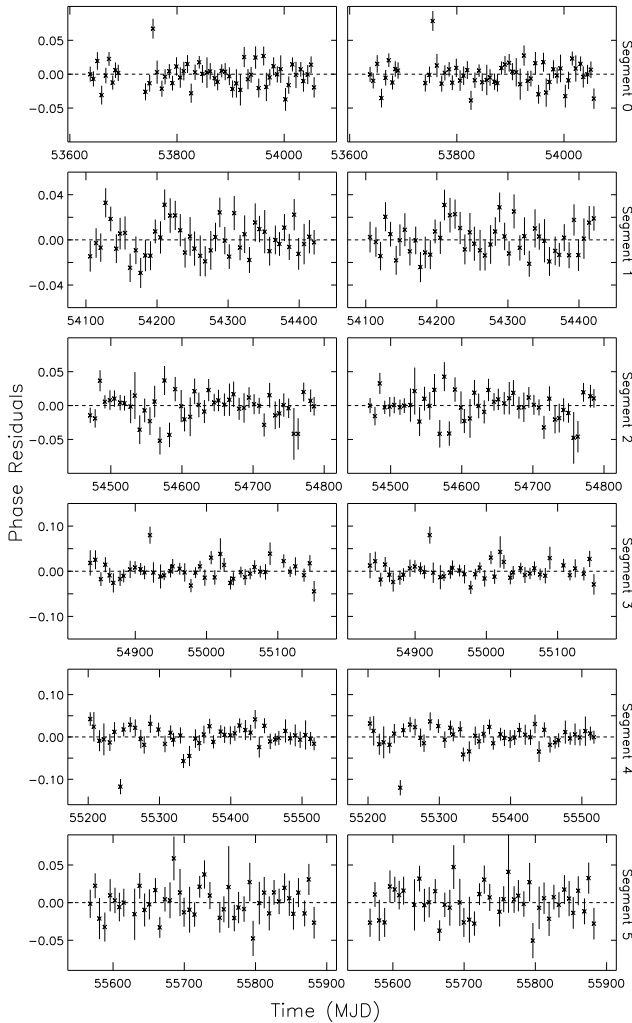 0.05
0.00
−0.05
53600 53800 54000 53600 53800 54000
Segment 0
0.04
0.00
−0.04
54100 54200 54300 54400 54100 54200 54300 54400
Segment 1
0.05
0.00
−0.05
54500 54600 54700 54800 54500 54600 54700 54800
Segment 2
Phase Residuals
0.10
0.00
−0.10
54900 55000 55100 54900 55000 55100
Segment 3
0.10
0.00
−0.10
55200 55300 55400 55500 55200 55300 55400 55500
Segment 4
0.05
0.00
−0.05
55600 55700 55800 55900 55600 55700 55800 55900
Segment 5
Time (MJD)